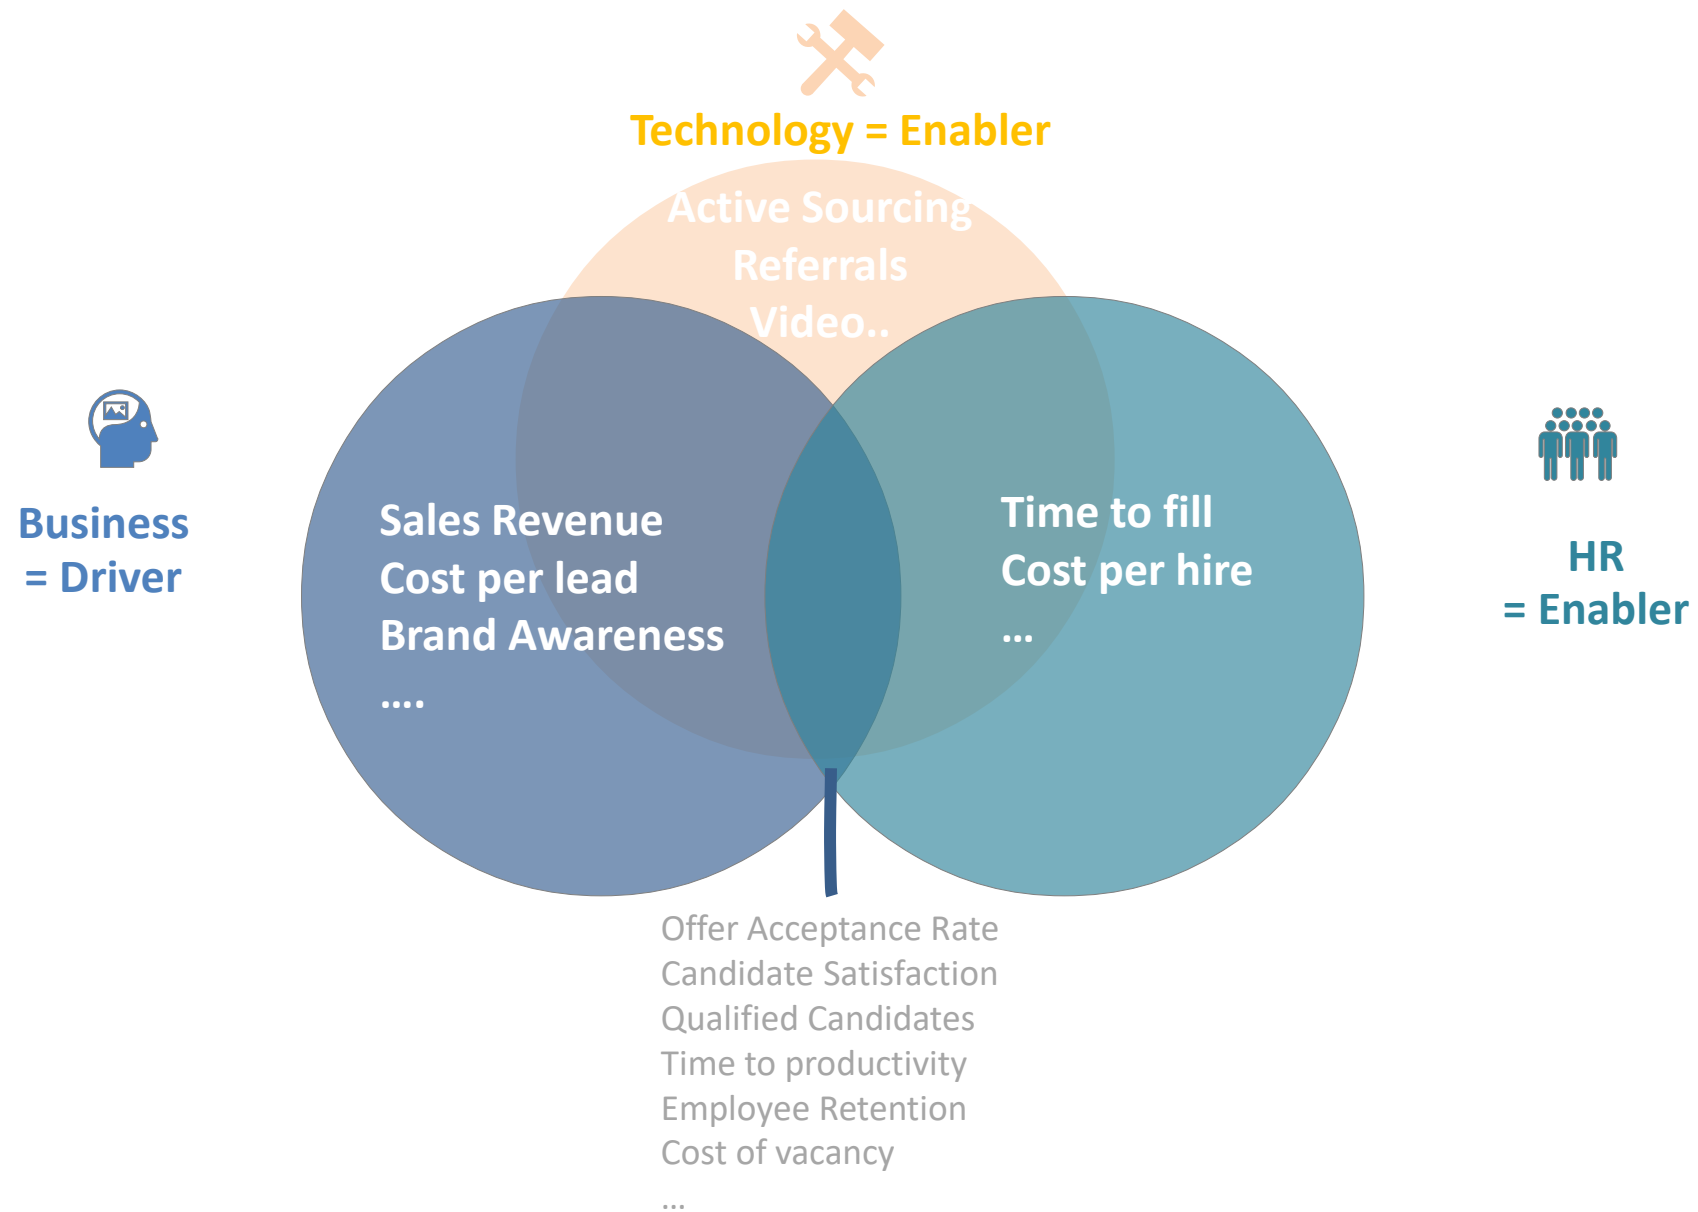 Technology = Enabler
Active Sourcing
Referrals
Video..
Business
= Driver
Sales Revenue
Cost per lead
Brand Awareness
….
Time to fill
Cost per hire
…
HR
= Enabler
Offer Acceptance Rate
Candidate Satisfaction
Qualified Candidates
Time to productivity
Employee Retention
Cost of vacancy
…